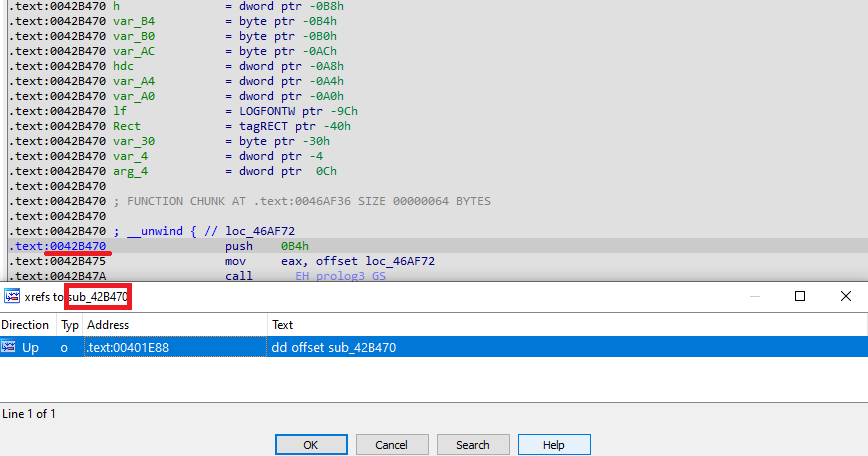 .text:0042B470 h = dword ptr -0B8h
.text:0042B470 var_B4 = byte ptr -0B4h
.text:0042B470 var_B0 = byte ptr -0B0h
.text:0042B470 var_AC = byte ptr -0ACh
.text:0042B470 hdc = dword ptr -0A8h
.text:0042B470 var_A4 = dword ptr -0A4h
.text:0042B470 var_A0 = dword ptr -0A0h
.text:0042B470 lf = LOGFONTW ptr -9Ch
.text:0042B470 Rect = tagRECT ptr -40h
.text:0042B470 var_30 = byte ptr -30h
.text:0042B470 var_4 = dword ptr -4
.text:0042B470 arg_4 = dword ptr 0Ch
.text:0042B470
.text:0042B470 ; FUNCTION CHUNK AT .text:0046AF36 SIZE 00000064 BYTES
.text:0042B470
.text:0042B470 ; __unwind { // loc_46AF72
.text:0042B470 push 0B4h
.text:0042B475 mov eax, offset loc_46AF72
.text:0042B47A call EH prolog3 GS
xrefs to sub_42B470
Direction Typ Address Text
Up o .text:00401E88 dd offset sub_42B470
Line 1 of 1
OK Cancel Search Help